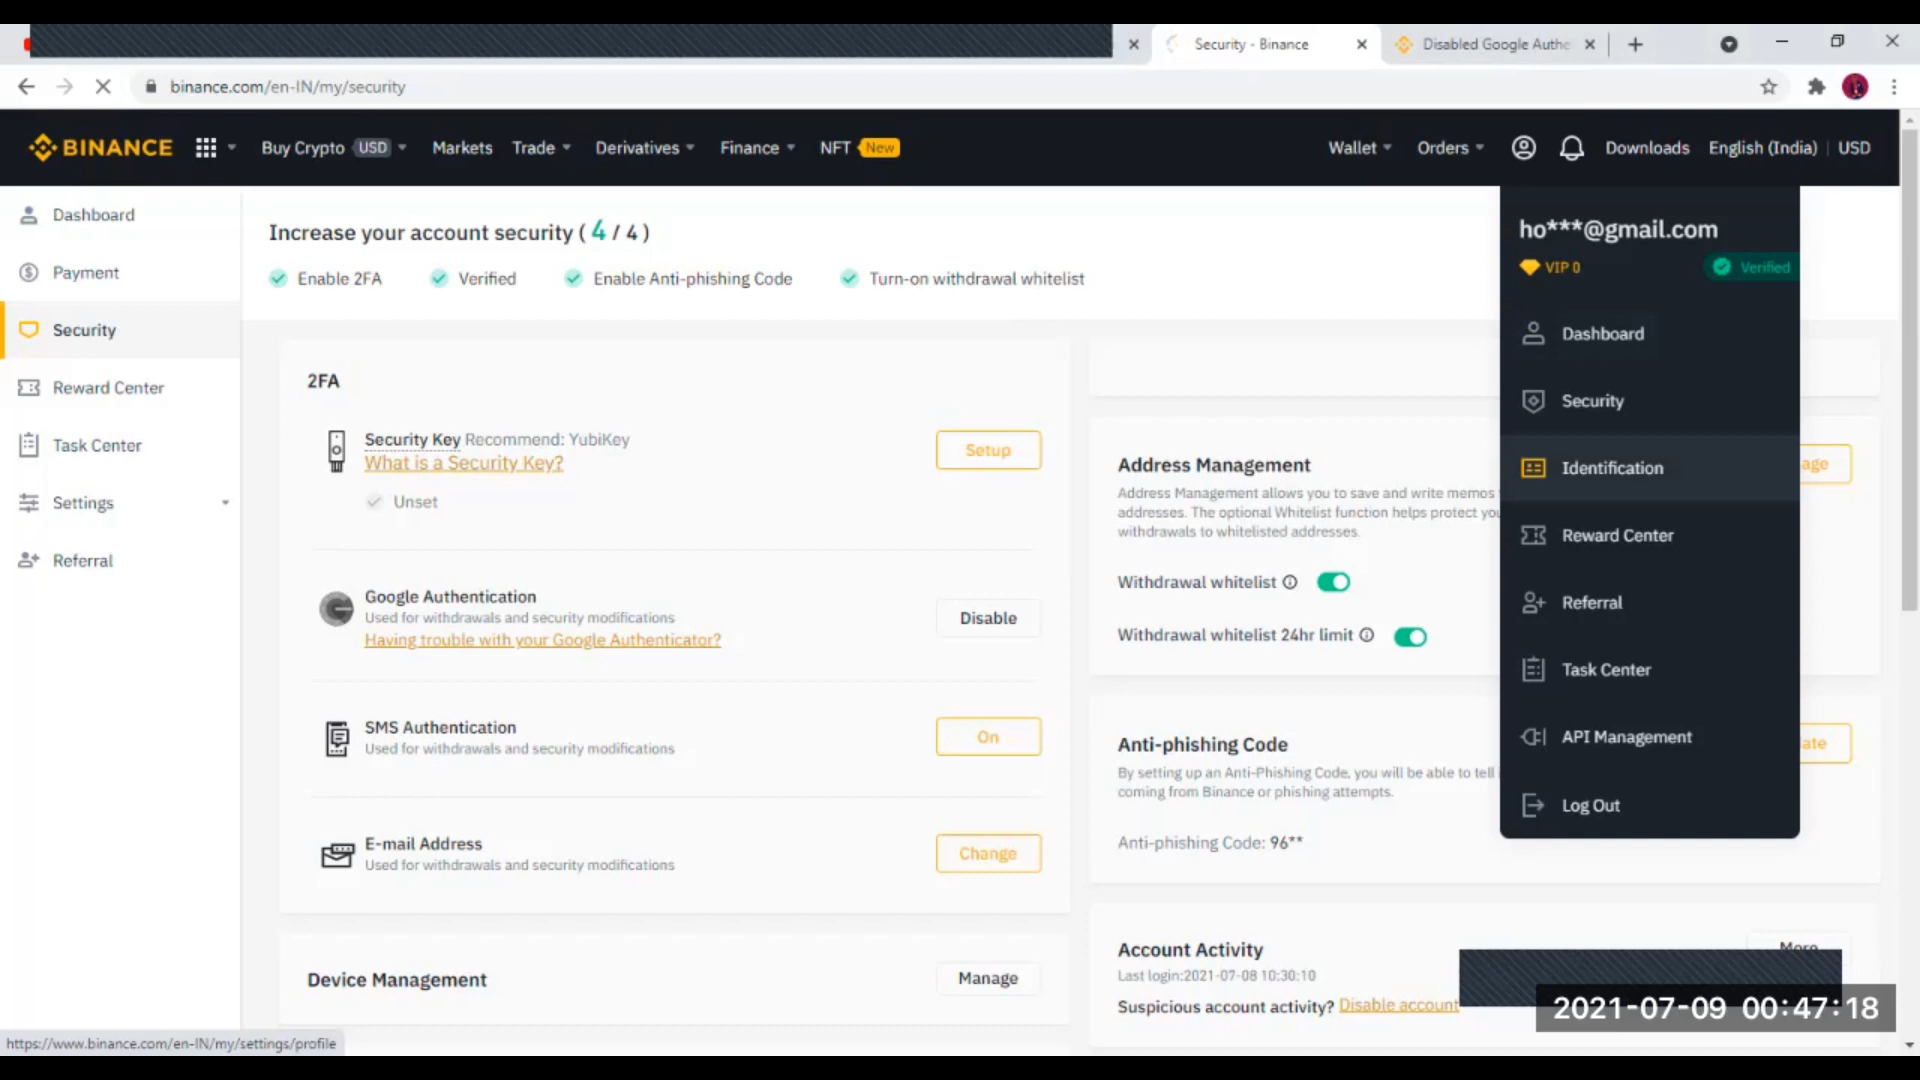 Security - Binance
Disabled Google Authe
binance.com/en-IN/my/security
BINANCE
Buy Crypto USD
Markets
Trade
Derivatives
Finance
NFT New
Wallet
Orders
Downloads
English (India)
USD
Dashboard
Payment
Security
Reward Center
Task Center
Settings
Referral
Increase your account security ( 4 / 4 )
Enable 2FA
Verified
Enable Anti-phishing Code
Turn-on withdrawal whitelist
2FA
Security Key Recommend: YubiKey
What is a Security Key?
Unset
Setup
Google Authentication
Used for withdrawals and security modifications
Having trouble with your Google Authenticator?
Disable
SMS Authentication
Used for withdrawals and security modifications
On
E-mail Address
Used for withdrawals and security modifications
Change
Device Management
Manage
Address Management
Address Management allows you to save and write memos
addresses. The optional Whitelist function helps protect you
withdrawals to whitelisted addresses.
Withdrawal whitelist
Withdrawal whitelist 24hr limit
Anti-phishing Code
By setting up an Anti-Phishing Code, you will be able to tell
coming from Binance or phishing attempts.
Anti-phishing Code: 96**
Account Activity
More
Last login:2021-07-08 10:30:10
Suspicious account activity? Disable account
ho***@gmail.com
VIP 0
Verified
Dashboard
Security
Identification
Reward Center
Referral
Task Center
API Management
Log Out
2021-07-09 00:47:18
https://www.binance.com/en-IN/my/settings/profile